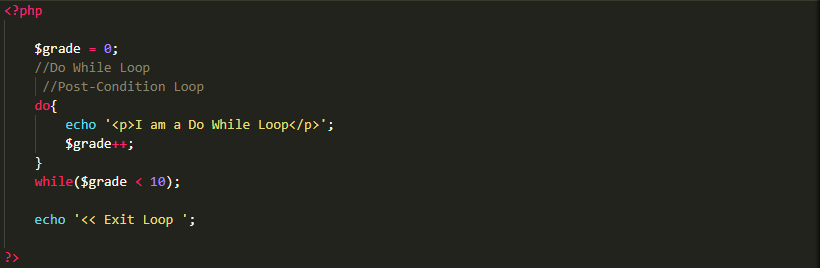 <?php
$grade = 0;
//Do While Loop
//Post-Condition Loop
do{
echo '<p>I am a Do While Loop</p>';
$grade++;
}
while($grade < 10);
echo '<< Exit Loop ';
?>